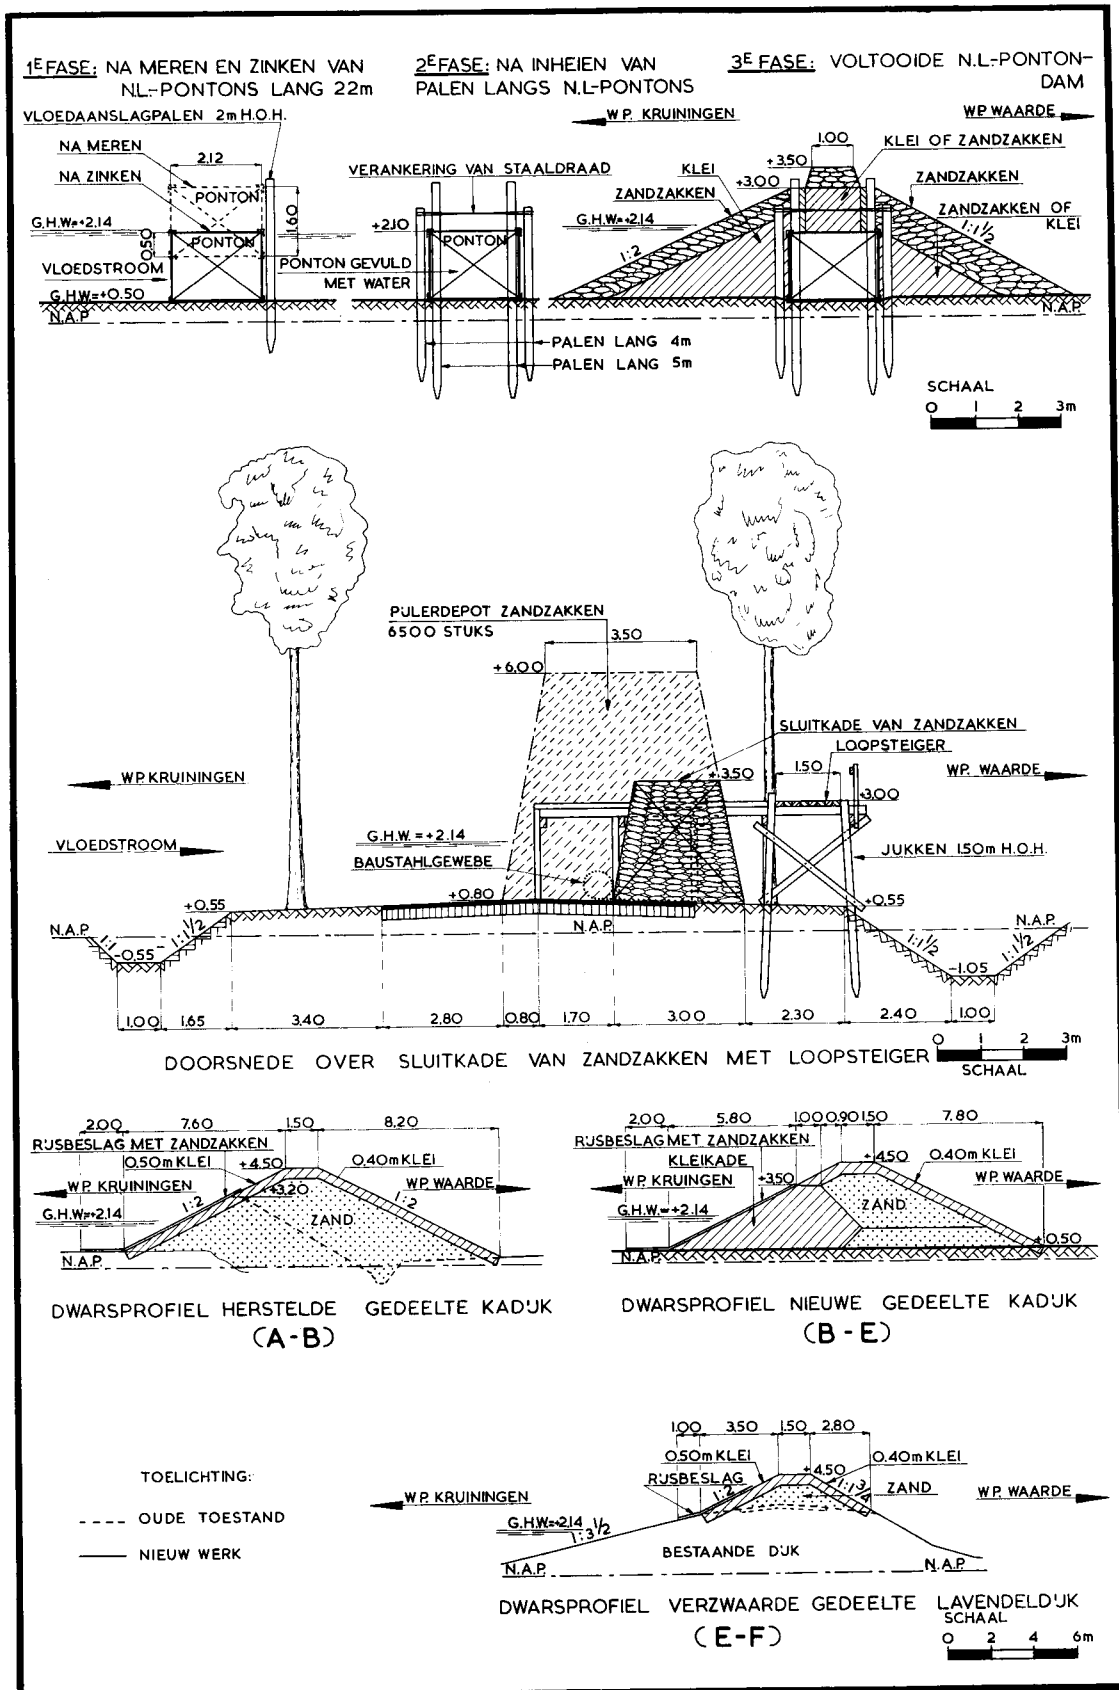 1E FASE: NA MEREN EN ZINKEN VAN
N.L.-PONTONS LANG 22m
2E FASE: NA INHEIEN VAN
PALEN LANGS N.L-PONTONS
3E FASE: VOLTOOIDE N.L.-PONTON-
DAM
VLOEDAANSLAGPALEN 2m H.O.H.
NA MEREN
2.12
NA ZINKEN
PONTON
1.60
G.H.W.=+2.14
0.50
PONTON
VLOEDSTROOM
G.H.W=+0.50
N.A.P.
VERANKERING VAN STAALDRAAD
+2.10
PONTON
PONTON GEVULD
MET WATER
PALEN LANG 4m
PALEN LANG 5m
W.P. KRUININGEN
WP WAARDE
1.00
KLEI OF ZANDZAKKEN
+3.50
KLEI
+3.00
ZANDZAKKEN
ZANDZAKKEN
G.H.W.=+2.14
ZANDZAKKEN OF
KLEI
1:2
1:1½
N.A.P.
SCHAAL
0 1 2 3m
PIJLERDEPOT ZANDZAKKEN
6500 STUKS
3.50
+6.00
SLUITKADE VAN ZANDZAKKEN
LOOPSTEIGER
W.P. KRUININGEN
+3.50
1.50
W.P. WAARDE
+3.00
G.H.W. = +2.14
VLOEDSTROOM
JUKKEN 1.50m H.O.H.
BAUSTAHLGEWEBE
+0.80
+0.55
+0.55
N.A.P.
N.A.P.
N.A.P.
1:1
-0.55
1:1½
1:1½
-1.05
1:1½
1.00 1.65 3.40 2.80 0.80 1.70 3.00 2.30 2.40 1.00
DOORSNEDE OVER SLUITKADE VAN ZANDZAKKEN MET LOOPSTEIGER
0 1 2 3m
SCHAAL
2.00 7.60 1.50 8.20
RIJSBESLAG MET ZANDZAKKEN
0.50m KLEI
+4.50
0.40m KLEI
W.P. KRUININGEN
1:2
+3.20
1:2
W.P. WAARDE
G.H.W=+2.14
ZAND
N.A.P.
DWARSPROFIEL HERSTELDE GEDEELTE KADIJK
(A-B)
2.00 5.80 1.00 0.90 1.50 7.80
RIJSBESLAG MET ZANDZAKKEN
KLEIKADE
+4.50
0.40m KLEI
W.P. KRUINGEN
+3.50
W.P. WAARDE
G.H.W.=+2.14
ZAND
+0.50
N.A.P.
DWARSPROFIEL NIEUWE GEDEELTE KADIJK
(B-E)
TOELICHTING:
---- OUDE TOESTAND
—— NIEUW WERK
1.00 3.50 1.50 2.80
0.50m KLEI
0.40m KLEI
RIJSBESLAG
+4.50
1:2
1:1¾
ZAND
W.P. KRUININGEN
W.P. WAARDE
G.H.W=+2.14
1:3½
BESTAANDE DIJK
N.A.P.
N.A.P.
DWARSPROFIEL VERZWAARDE GEDEELTE LAVENDELDIJK
(E-F)
SCHAAL
0 2 4 6m